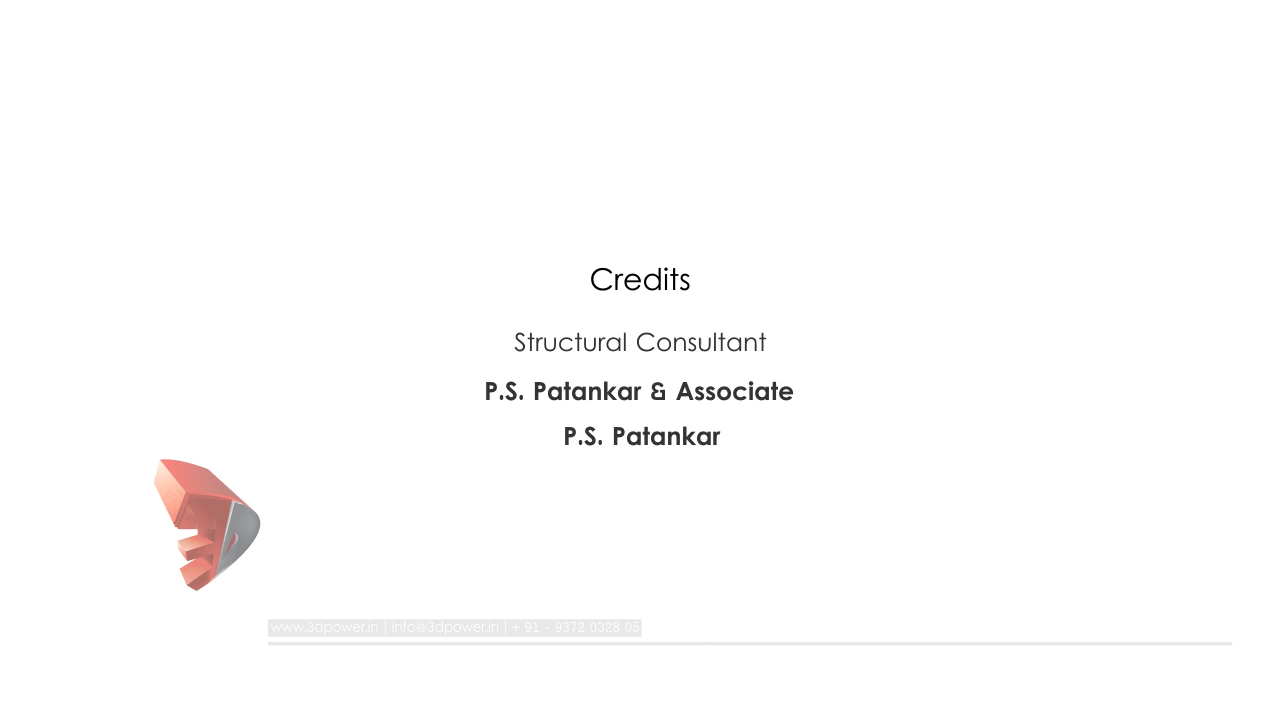 Credits
Structural Consultant
P.S. Patankar & Associate
P.S. Patankar
www.3dpower.in | info@3dpower.in | + 91 – 9372 0328 05